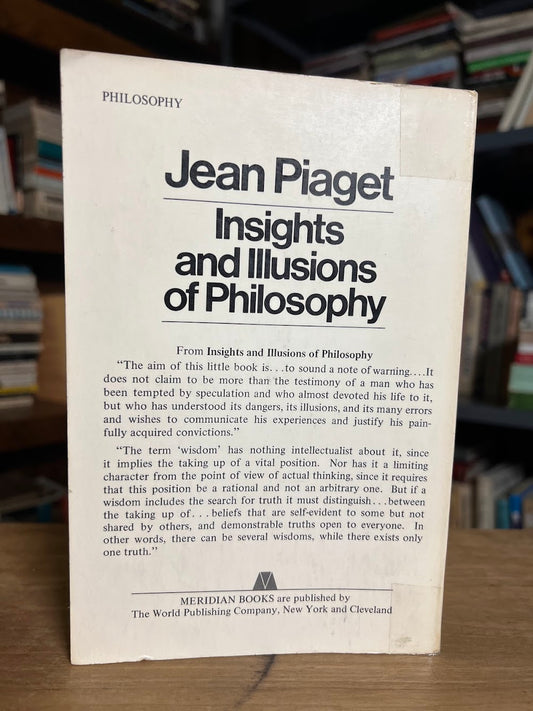 PHILOSOPHY
Jean Piaget
Insights
and Illusions
of Philosophy
From Insights and Illusions of Philosophy
"The aim of this little book is. . .to sound a note of warning. . . .It
does not claim to be more than the testimony of a man who has
been tempted by speculation and who almost devoted his life to it,
but who has understood its dangers, its illusions, and its many errors
and wishes to communicate his experiences and justify his pain-
fully acquired convictions."
"The term 'wisdom' has nothing intellectualist about it, since
it implies the taking up of a vital position. Nor has it a limiting
character from the point of view of actual thinking, since it requires
that this position be a rational and not an arbitrary one. But if a
wisdom includes the search for truth it must distinguish. . .between
the taking up of. . . beliefs that are self-evident to some but not
shared by others, and demonstrable truths open to everyone. In
other words, there can be several wisdoms, while there exists only
one truth."
MERIDIAN BOOKS are published by
The World Publishing Company, New York and Cleveland